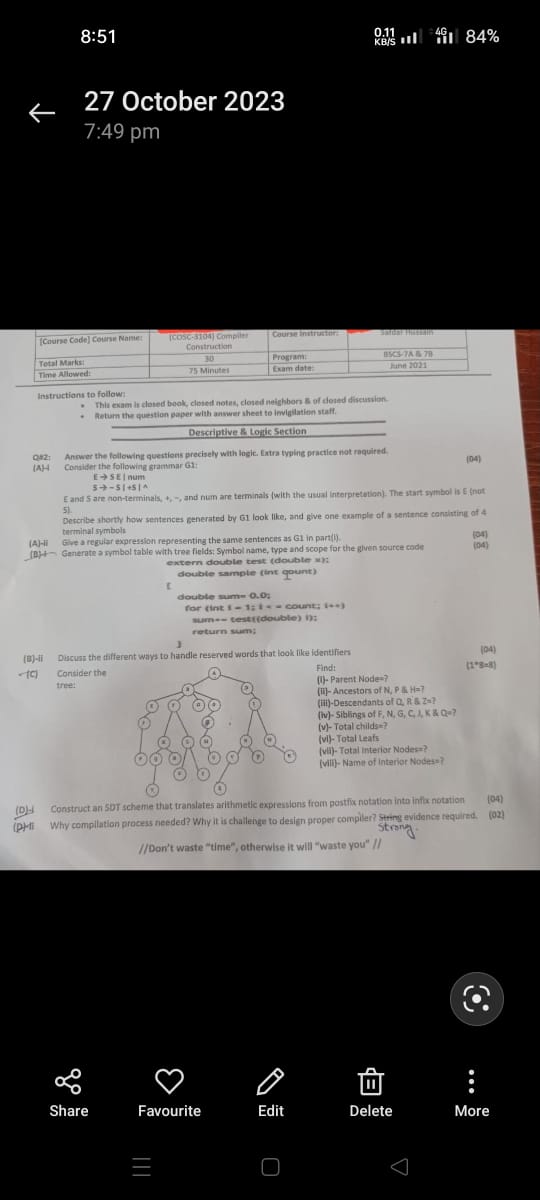 8:51
0.11 KB/S 4G 84%
27 October 2023
7:49 pm
[Course Code] Course Name: [COSC-3104] Compiler Construction Course Instructor: Safdar Hussain
Total Marks: 30 Program: BSCS-7A & 7B
Time Allowed: 75 Minutes Exam date: June 2021
Instructions to follow:
• This exam is closed book, closed notes, closed neighbors & of closed discussion.
• Return the question paper with answer sheet to invigilation staff.
Descriptive & Logic Section
Q#2: Answer the following questions precisely with logic. Extra typing practice not required.
(A)-i Consider the following grammar G1: (04)
E→ S E | num
S→ - S | +S | ^
E and S are non-terminals, +, -, and num are terminals (with the usual interpretation). The start symbol is E (not
S).
Describe shortly how sentences generated by G1 look like, and give one example of a sentence consisting of 4
terminal symbols
(A)-ii Give a regular expression representing the same sentences as G1 in part(i). (04)
(B)-i Generate a symbol table with tree fields: Symbol name, type and scope for the given source code (04)
extern double test (double x);
double sample (int count)
{
double sum= 0.0;
for (int i = 1; i < = count; i++)
sum+= test((double) i);
return sum;
}
(B)-ii Discuss the different ways to handle reserved words that look like identifiers (04)
(C) Consider the tree: Find: (1*8=8)
(i)- Parent Node=?
(ii)- Ancestors of N, P & H=?
(iii)-Descendants of Q, R & Z=?
(iv)- Siblings of F, N, G, C, J, K & Q=?
(v)- Total childs=?
(vi)- Total Leafs
(vii)- Total Interior Nodes=?
(viii)- Name of Interior Nodes=?
(D)-i Construct an SDT scheme that translates arithmetic expressions from postfix notation into infix notation (04)
(D)-ii Why compilation process needed? Why it is challenge to design proper compiler? String evidence required. (02)
Strong
//Don't waste "time", otherwise it will "waste you" //
Share
Favourite
Edit
Delete
More